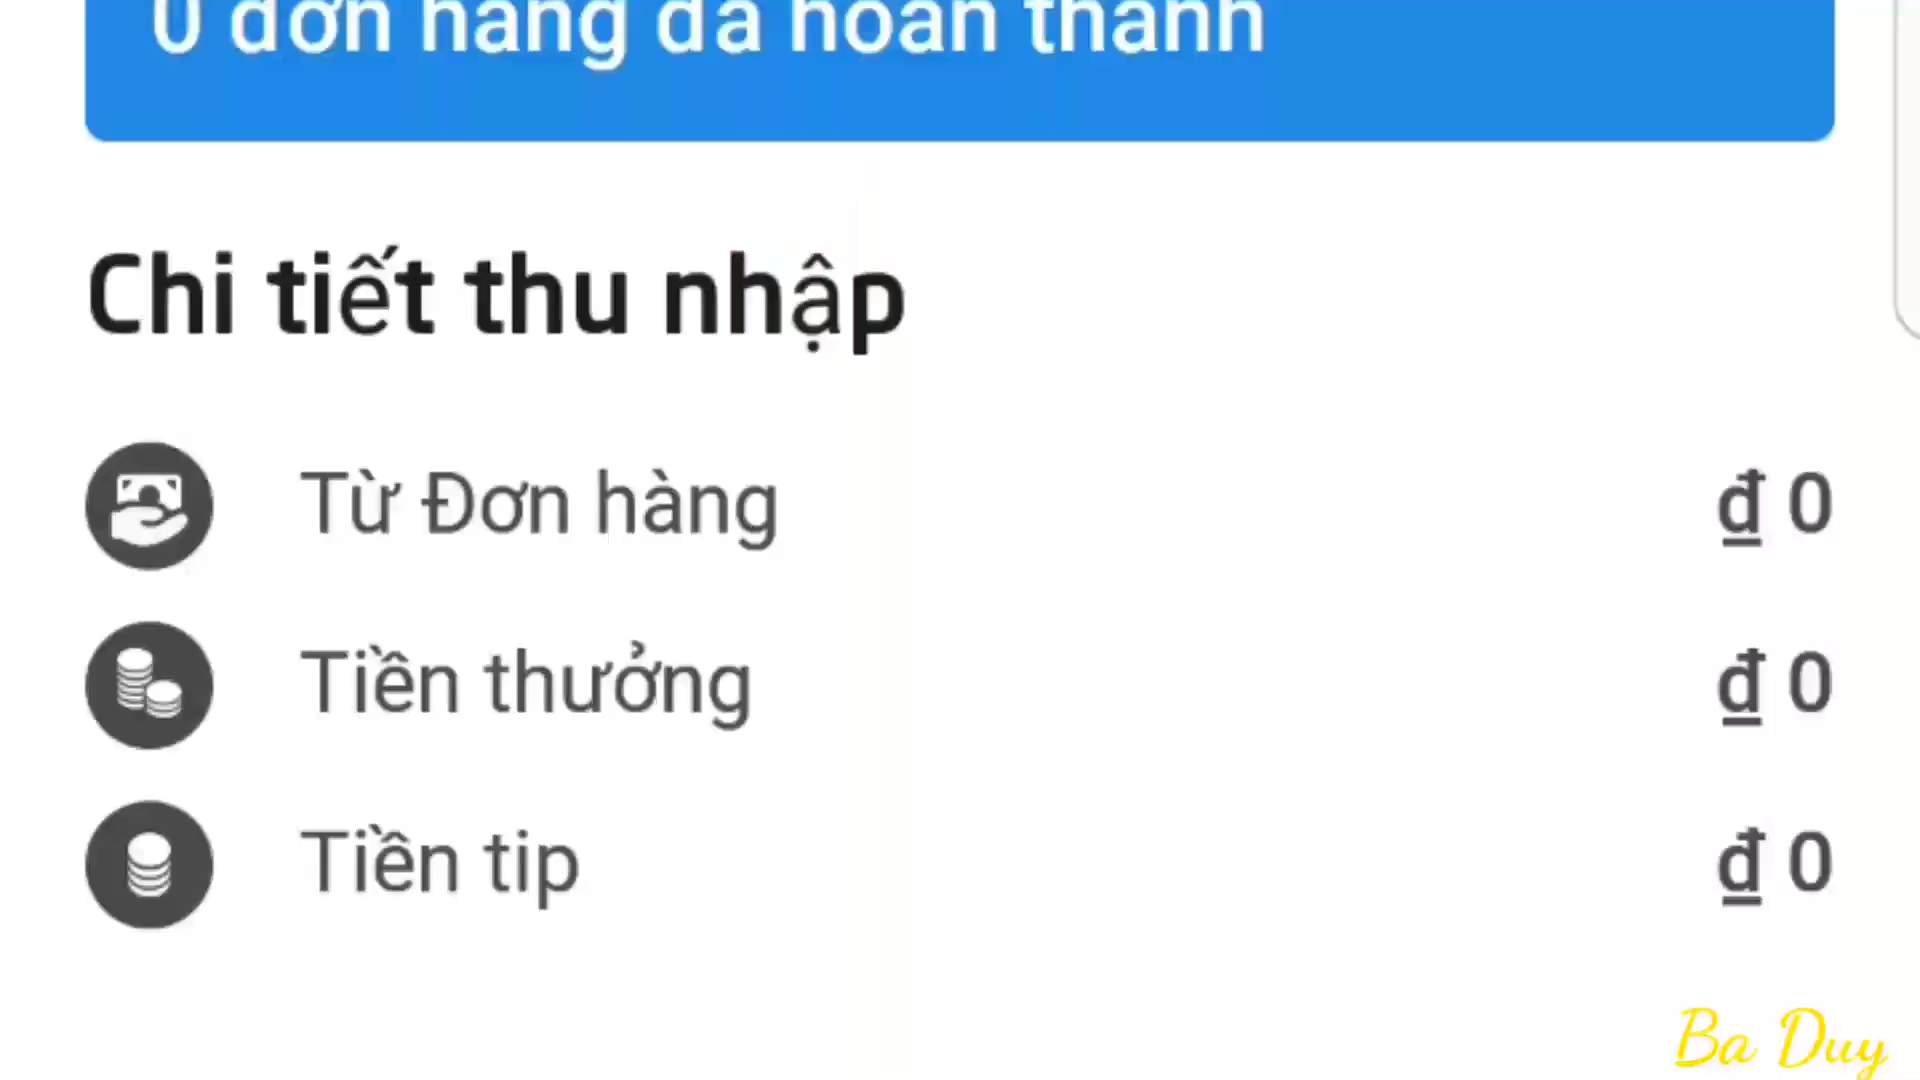 0 đơn hàng đã hoàn thành
Chi tiết thu nhập
Từ Đơn hàng ₫ 0
Tiền thưởng ₫ 0
Tiền tip ₫ 0
Ba Duy